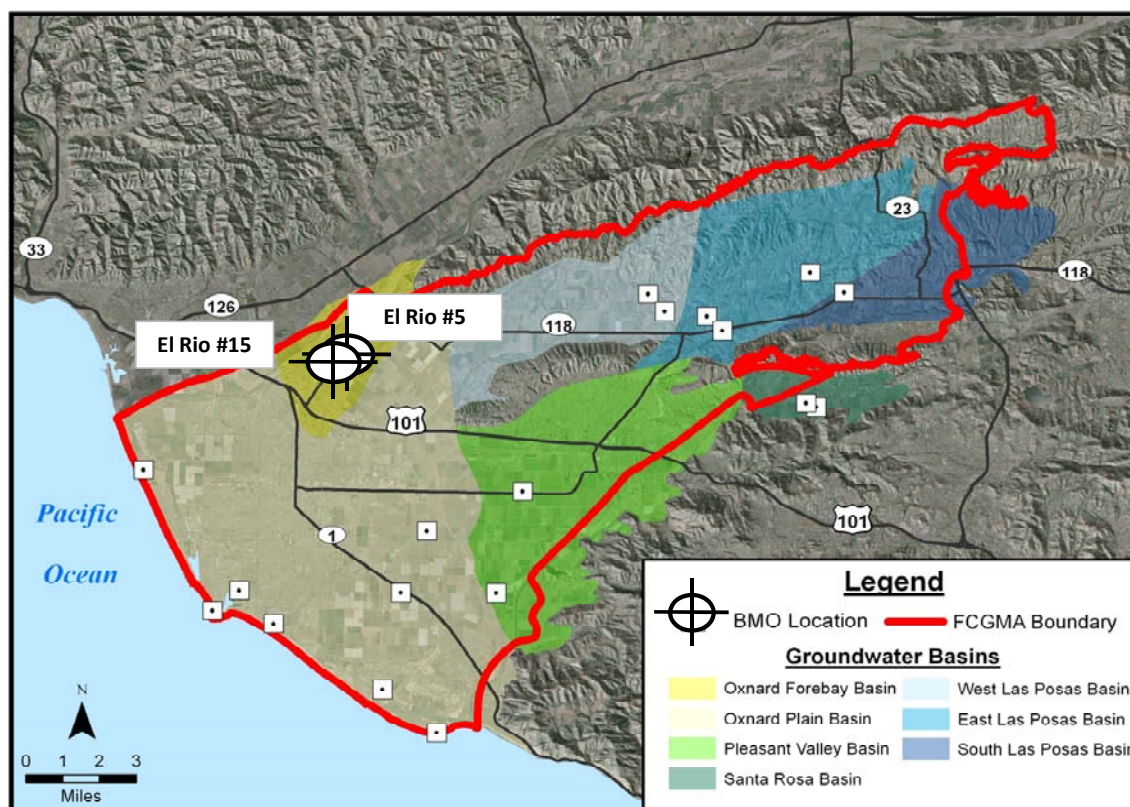 33
126
El Rio #5
El Rio #15
118
23
118
101
Pacific
Ocean
1
101
N
0 1 2 3
Miles
Legend
BMO Location
FCGMA Boundary
Groundwater Basins
Oxnard Forebay Basin
Oxnard Plain Basin
Pleasant Valley Basin
Santa Rosa Basin
West Las Posas Basin
East Las Posas Basin
South Las Posas Basin